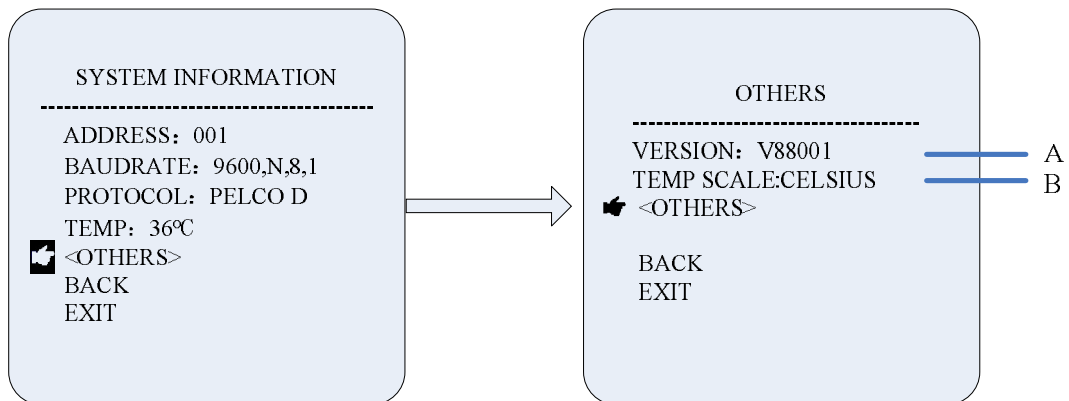 SYSTEM INFORMATION
ADDRESS：001
BAUDRATE：9600,N,8,1
PROTOCOL：PELCO D
TEMP：36℃
<OTHERS>
BACK
EXIT
OTHERS
VERSION：V88001
TEMP SCALE:CELSIUS
<OTHERS>
BACK
EXIT
A
B